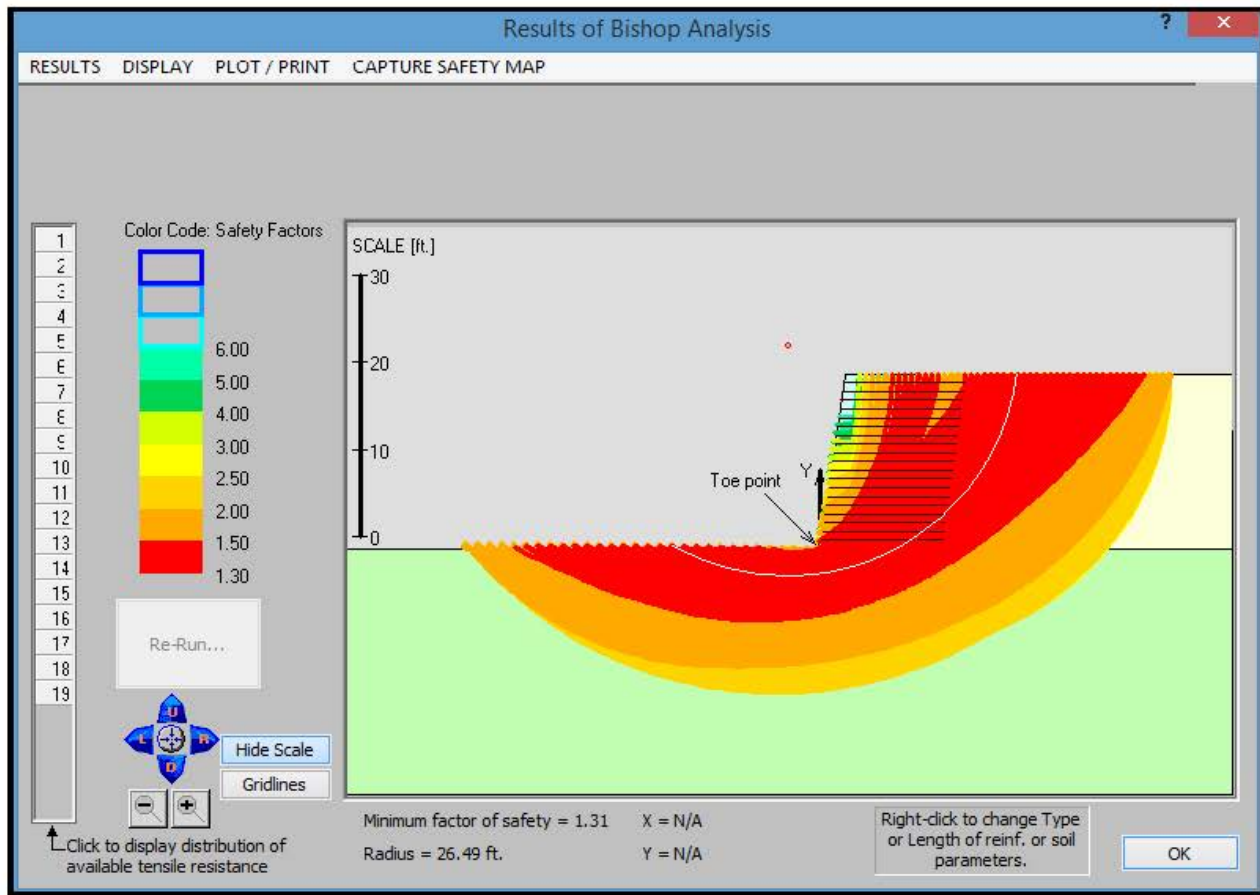 Results of Bishop Analysis
?
×
RESULTS DISPLAY PLOT / PRINT CAPTURE SAFETY MAP
1
2
3
4
5
6
7
8
9
10
11
12
13
14
15
16
17
18
19
Click to display distribution of
available tensile resistance
Color Code: Safety Factors
6.00
5.00
4.00
3.00
2.50
2.00
1.50
1.30
Re-Run...
U
L R
D
Hide Scale
Gridlines
SCALE [ft.]
30
20
10
0
Toe point
Y
Minimum factor of safety = 1.31 X = N/A
Radius = 26.49 ft. Y = N/A
Right-click to change Type
or Length of reinf. or soil
parameters.
OK